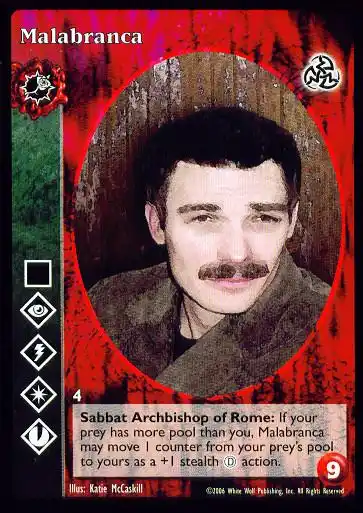 Malabranca
4
Sabbat Archbishop of Rome: If your
prey has more pool than you, Malabranca
may move 1 counter from your prey's pool
to yours as a +1 stealth Ⓓ action.
9
Illus: Katie McCaskill
©2006 White Wolf Publishing, Inc. All Rights Reserved